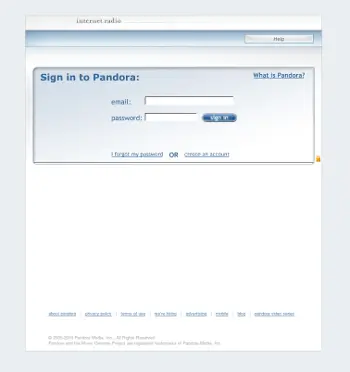 internet radio
Help
Sign in to Pandora:
What is Pandora?
email:
password:
sign in
I forgot my password OR create an account
about pandora | privacy policy | terms of use | we're hiring | advertising | mobile | blog | pandora video series
© 2005-2009 Pandora Media, Inc., All Rights Reserved
Pandora and the Music Genome Project are registered trademarks of Pandora Media, Inc.